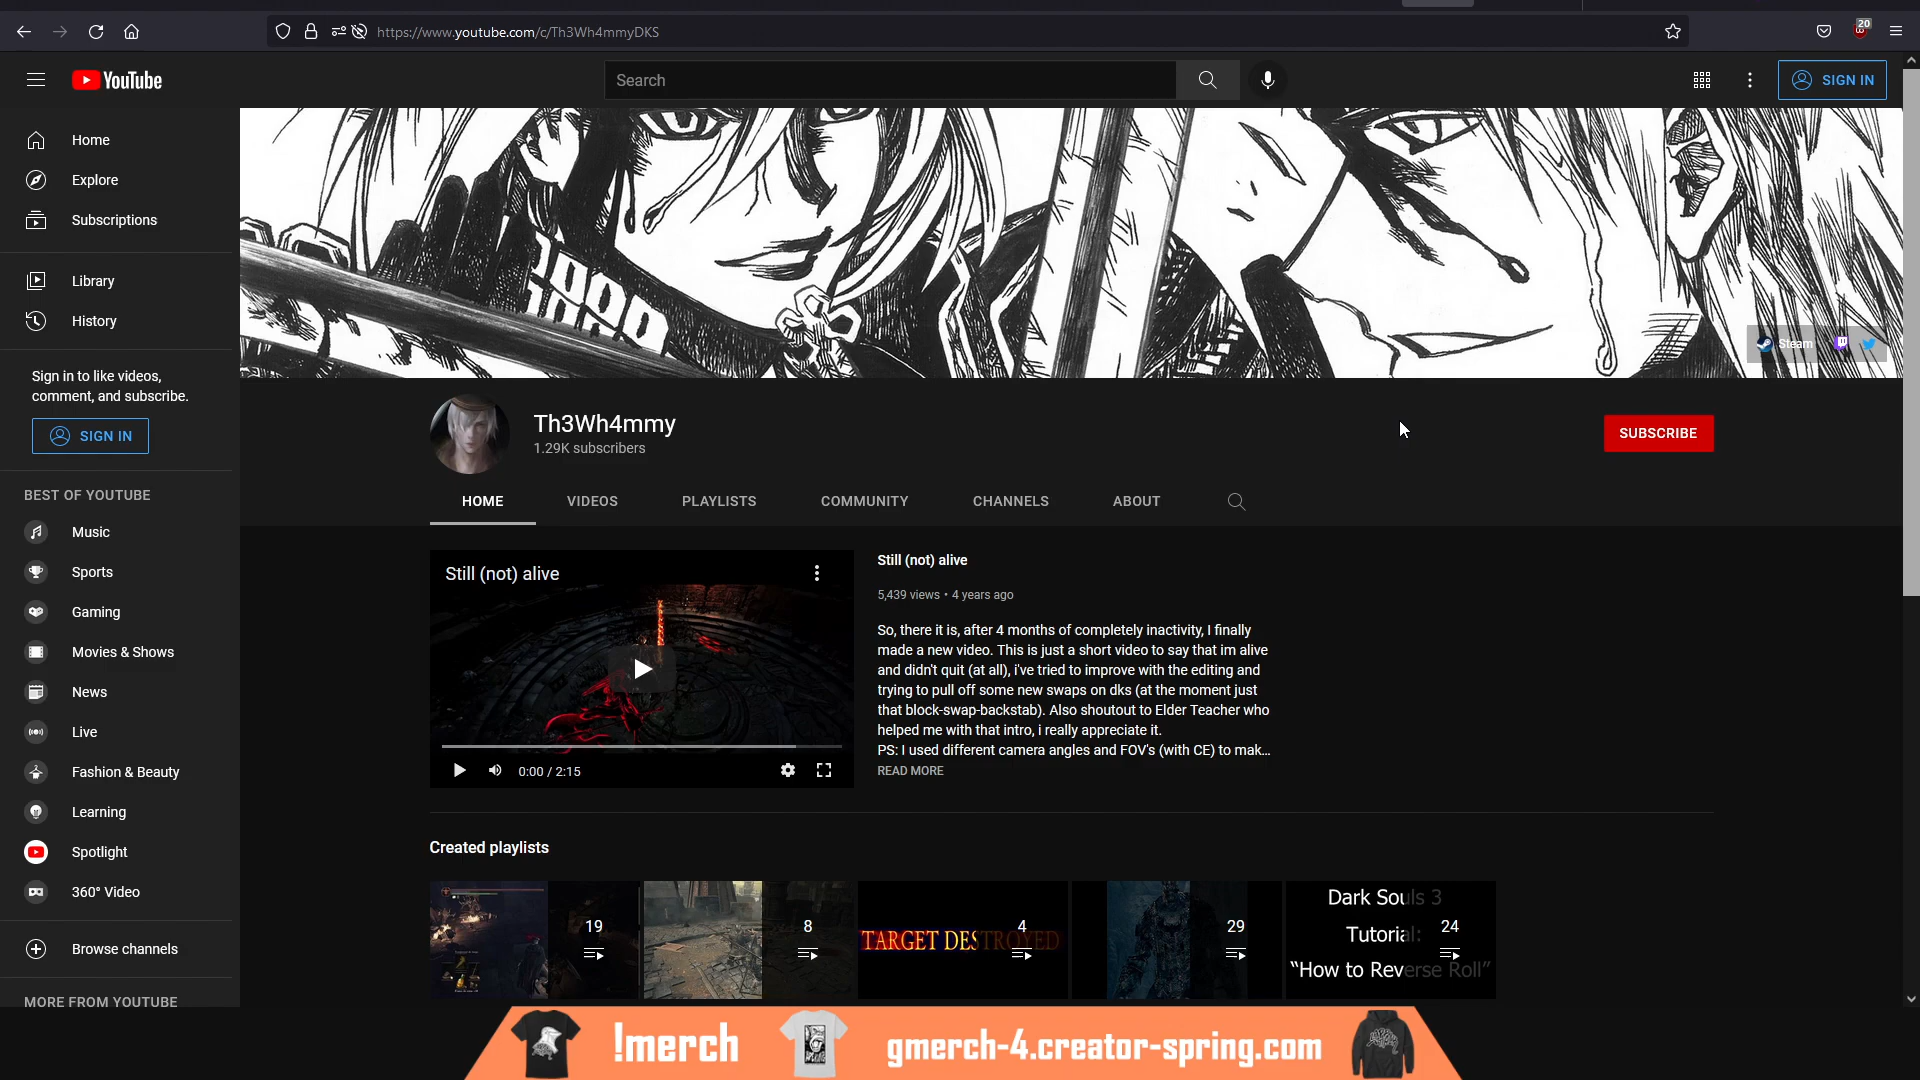 https://www.youtube.com/c/Th3Wh4mmyDKS
20
YouTube
Search
SIGN IN
Home
Explore
Subscriptions
Library
History
Sign in to like videos,
comment, and subscribe.
SIGN IN
BEST OF YOUTUBE
Music
Sports
Gaming
Movies & Shows
News
Live
Fashion & Beauty
Learning
Spotlight
360° Video
Browse channels
MORE FROM YOUTUBE
Steam
Th3Wh4mmy
1.29K subscribers
SUBSCRIBE
HOME
VIDEOS
PLAYLISTS
COMMUNITY
CHANNELS
ABOUT
Still (not) alive
0:00 / 2:15
Still (not) alive
5,439 views • 4 years ago
So, there it is, after 4 months of completely inactivity, I finally
made a new video. This is just a short video to say that im alive
and didn't quit (at all), i've tried to improve with the editing and
trying to pull off some new swaps on dks (at the moment just
that block-swap-backstab). Also shoutout to Elder Teacher who
helped me with that intro, i really appreciate it.
PS: I used different camera angles and FOV's (with CE) to mak...
READ MORE
Created playlists
19
8
TARGET DESTROYED
4
29
Dark Souls 3
Tutorial:
“How to Reverse Roll”
24
!merch
gmerch-4.creator-spring.com